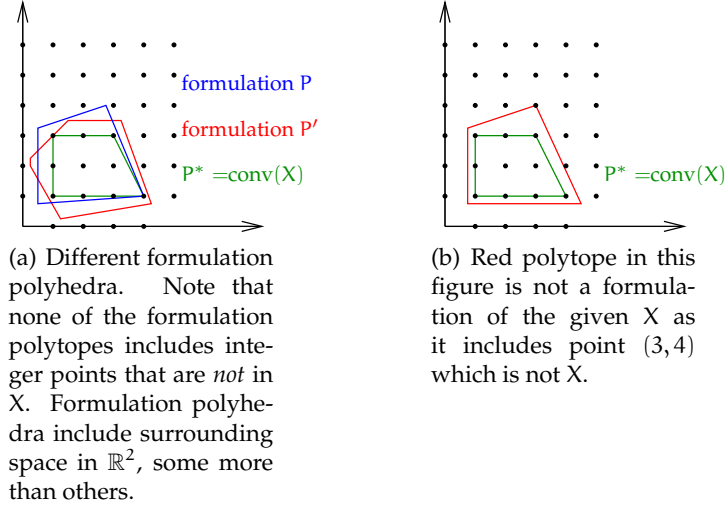 formulation P
formulation P′
P* =conv(X)
P* =conv(X)
(a) Different formulation
polyhedra. Note that
none of the formulation
polytopes includes inte-
ger points that are not in
X. Formulation polyhe-
dra include surrounding
space in ℝ², some more
than others.
(b) Red polytope in this
figure is not a formula-
tion of the given X as
it includes point (3, 4)
which is not X.